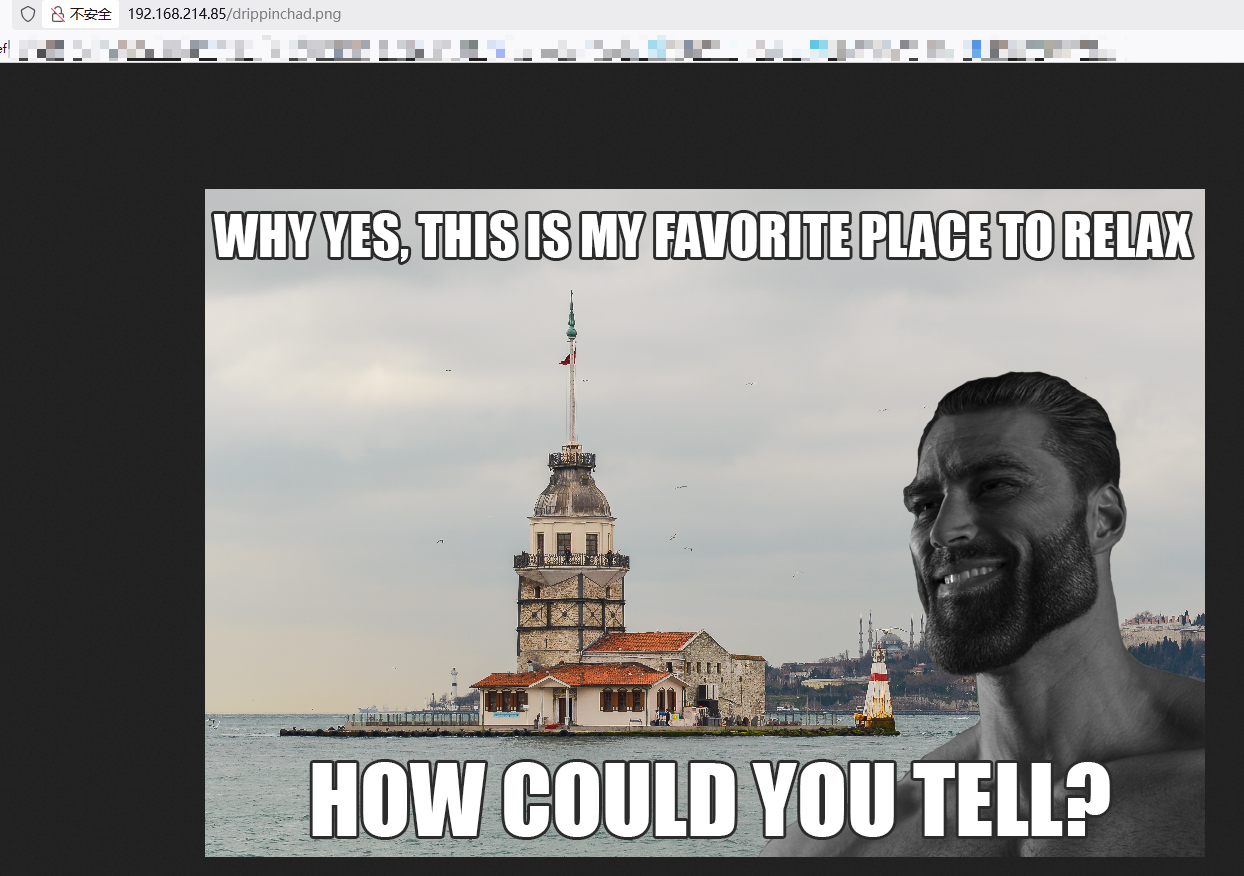 不安全
192.168.214.85/drippinchad.png
ef
WHY YES, THIS IS MY FAVORITE PLACE TO RELAX
HOW COULD YOU TELL?